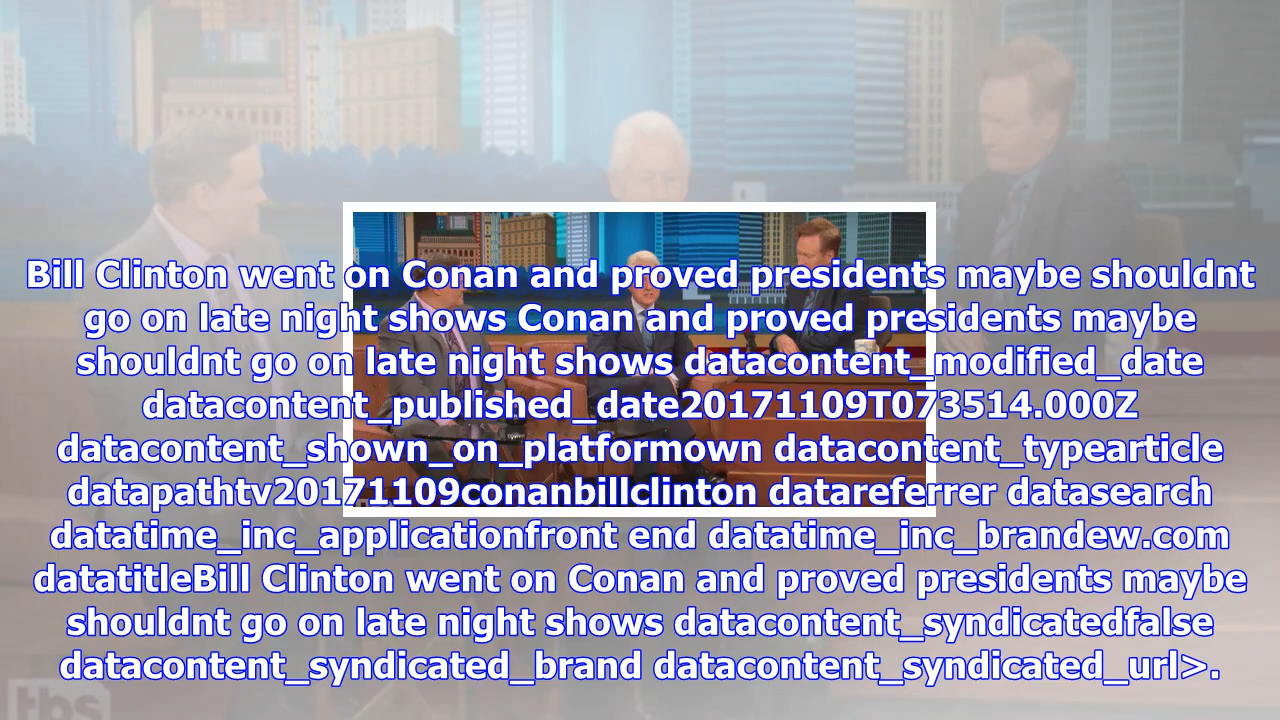 Bill Clinton went on Conan and proved presidents maybe shouldnt
go on late night shows Conan and proved presidents maybe
shouldnt go on late night shows datacontent_modified_date
datacontent_published_date20171109T073514.000Z
datacontent_shown_on_platformown datacontent_typearticle
datapathtv20171109conanbillclinton datareferrer datasearch
datatime_inc_applicationfront end datatime_inc_brandew.com
datatitleBill Clinton went on Conan and proved presidents maybe
shouldnt go on late night shows datacontent_syndicatedfalse
datacontent_syndicated_brand datacontent_syndicated_url>.
tbs